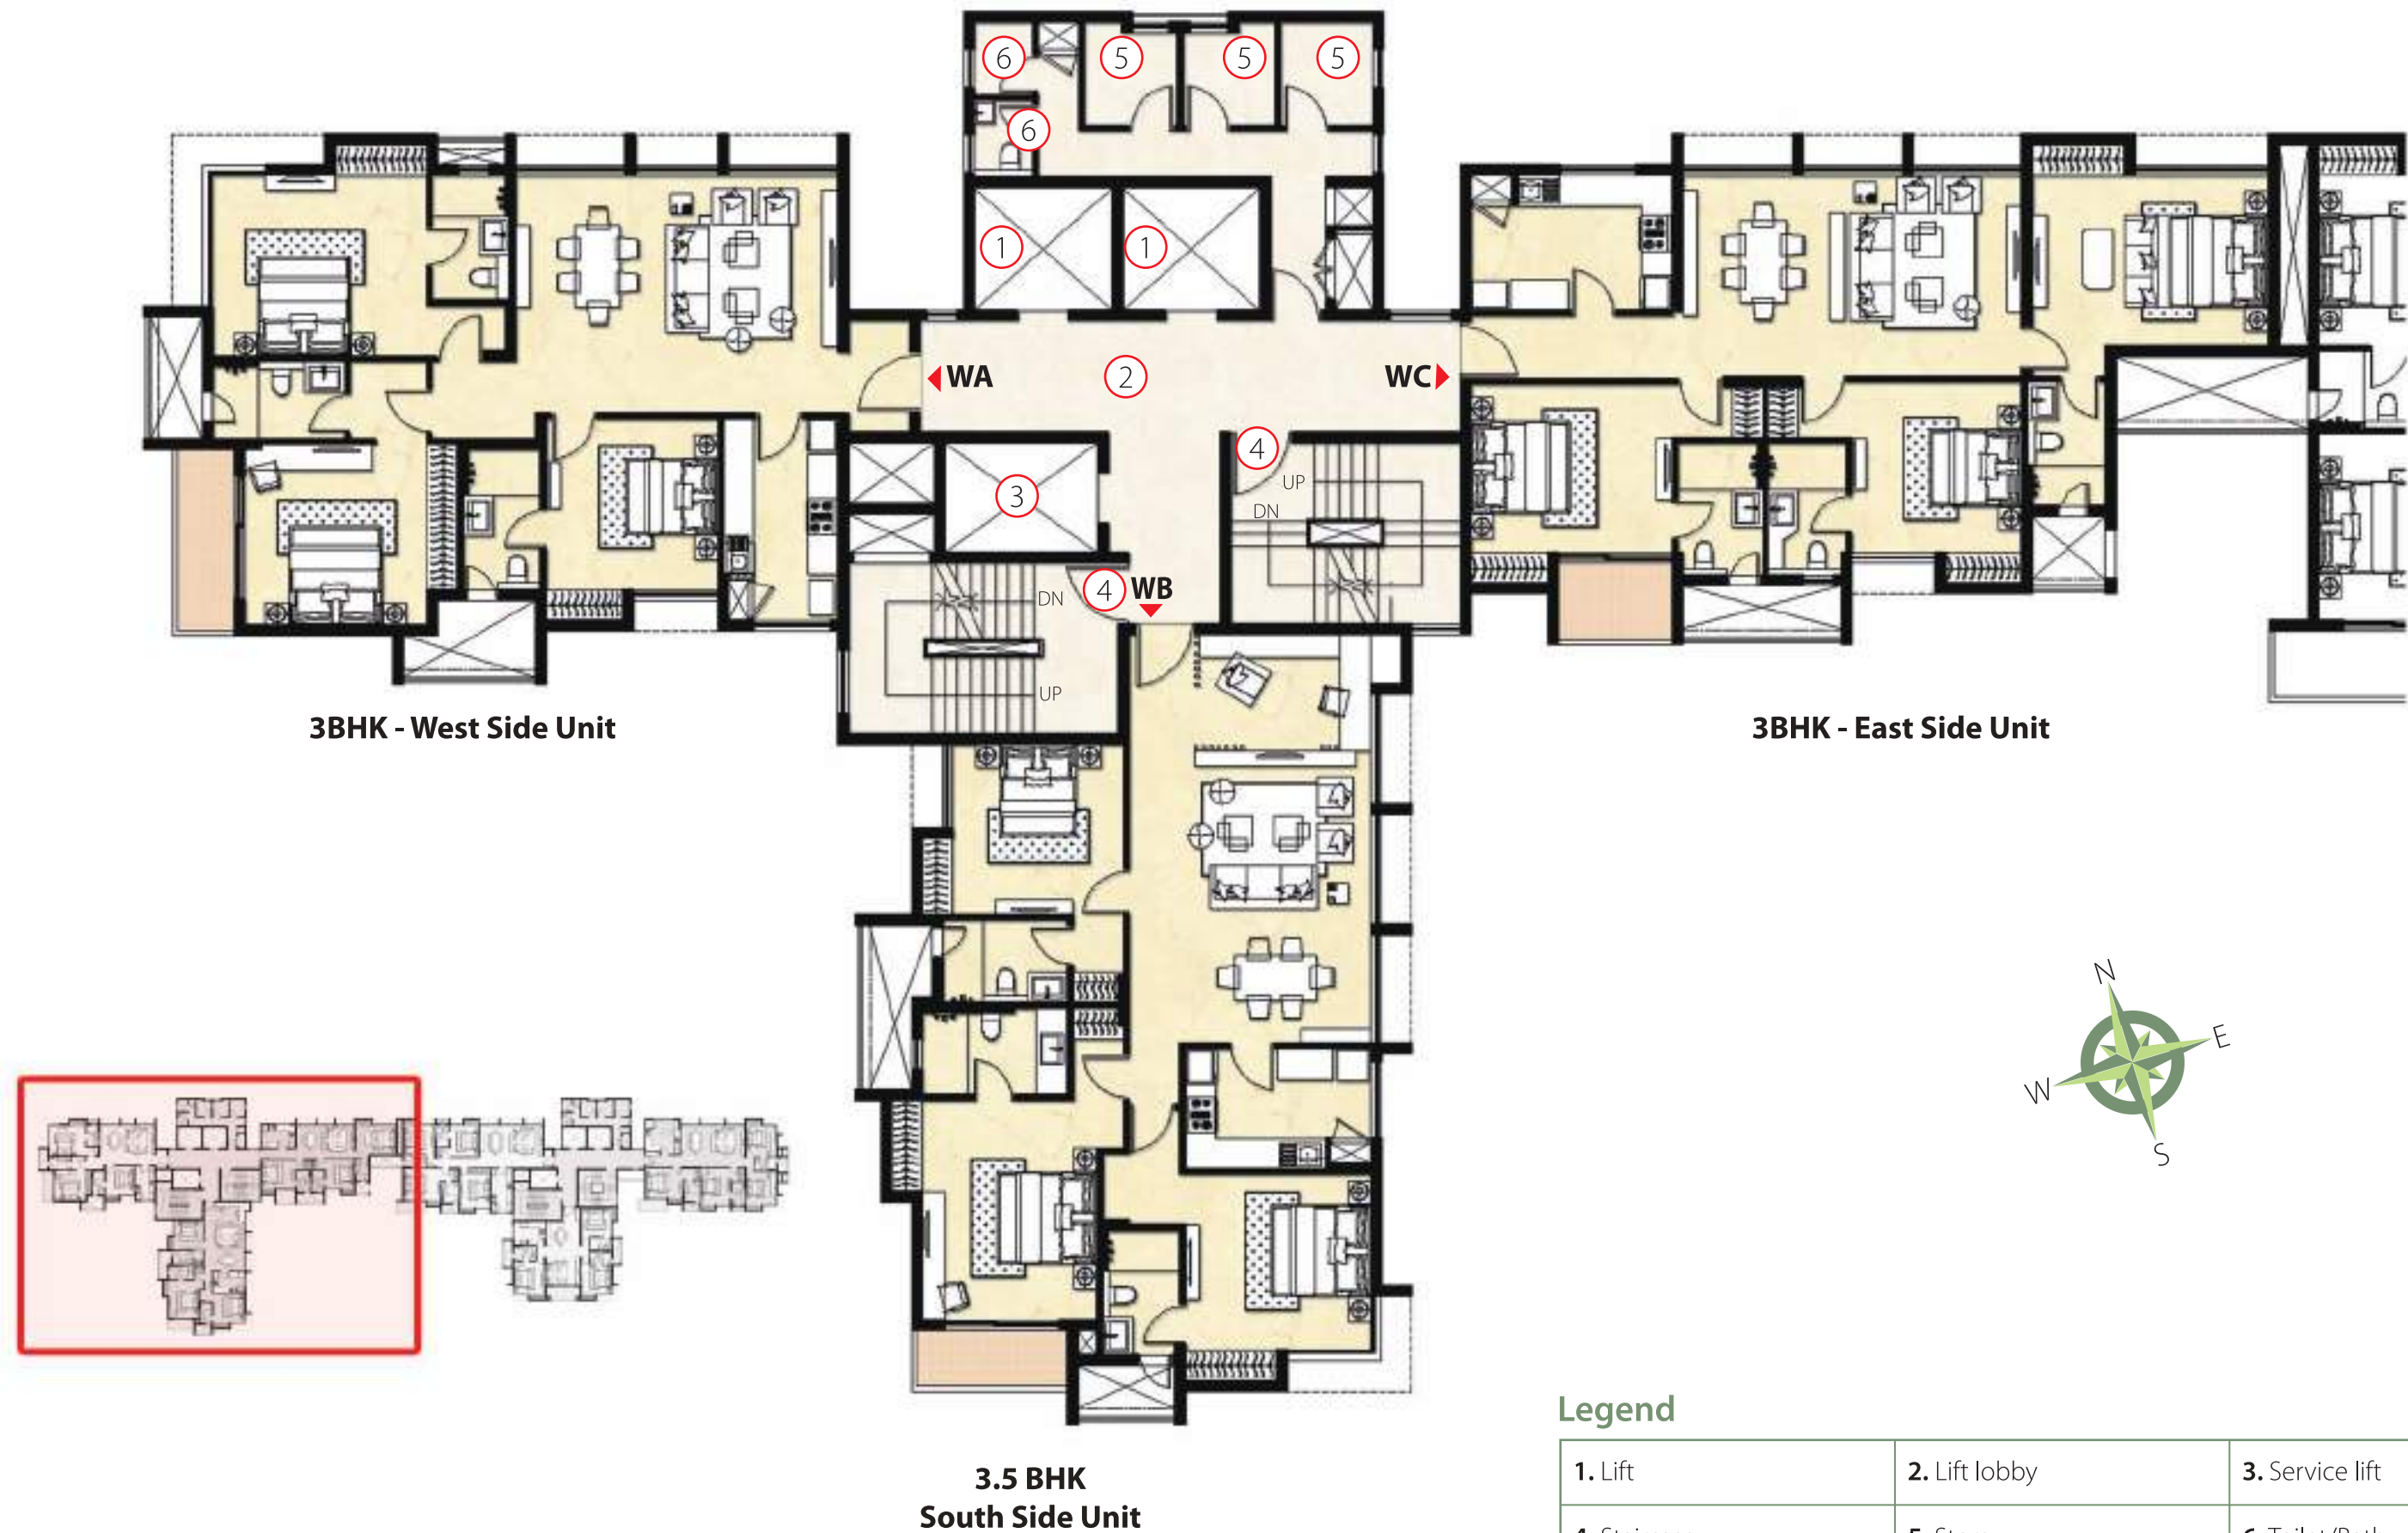 6
5
5
5
6
1
1
WA
2
WC
4
UP
3
DN
4
WB
DN
UP
3BHK - West Side Unit
3BHK - East Side Unit
N
E
W
S
Legend
1. Lift
2. Lift lobby
3. Service lift
3.5 BHK
South Side Unit